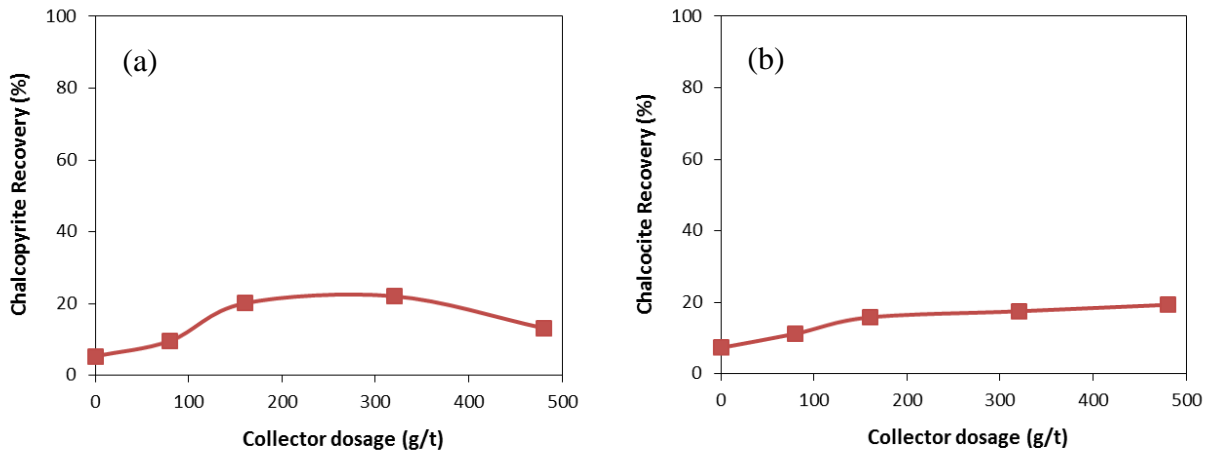 (a)
Chalcopyrite Recovery (%)
100
80
60
40
20
0
0 100 200 300 400 500
Collector dosage (g/t)
(b)
Chalcocite Recovery (%)
100
80
60
40
20
0
0 100 200 300 400 500
Collector dosage (g/t)